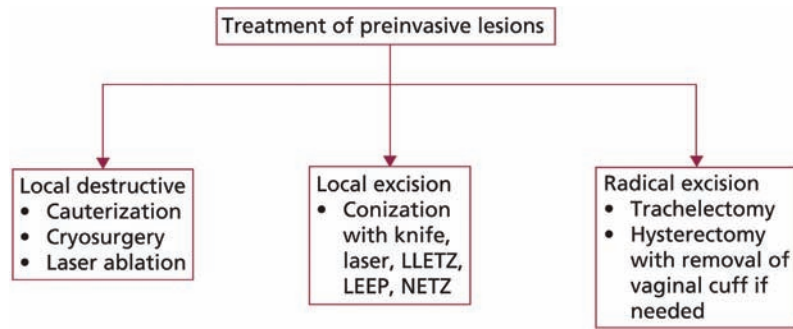 Treatment of preinvasive lesions
Local destructive
• Cauterization
• Cryosurgery
• Laser ablation
Local excision
• Conization
with knife,
laser, LLETZ,
LEEP, NETZ
Radical excision
• Trachelectomy
• Hysterectomy
with removal of
vaginal cuff if
needed